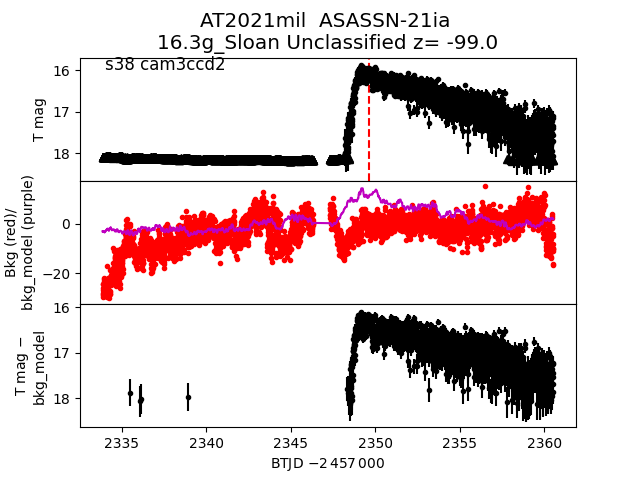 AT2021mil  ASASSN-21ia
16.3g_Sloan Unclassified z= -99.0
s38 cam3ccd2
16
17
18
T mag
0
−20
Bkg (red)/
bkg_model (purple)
16
17
18
T mag −
bkg_model
2335
2340
2345
2350
2355
2360
BTJD −2 457 000